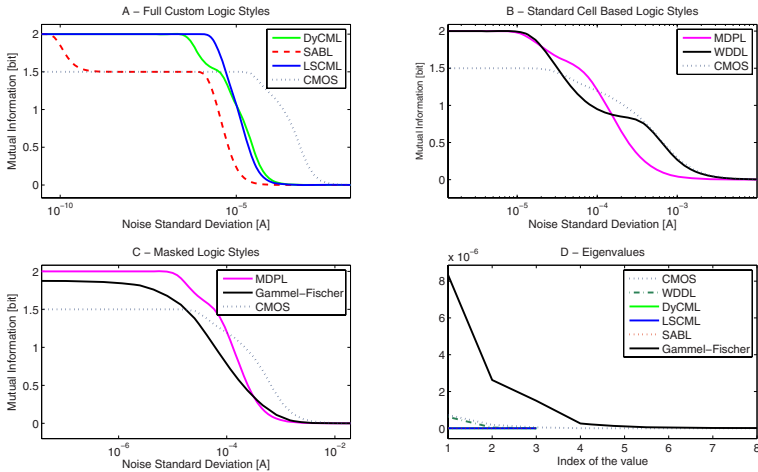 A – Full Custom Logic Styles
Mutual Information [bit]
2
1.5
1
0.5
0
DyCML
SABL
LSCML
CMOS
10^-10
10^-5
Noise Standard Deviation [A]
B – Standard Cell Based Logic Styles
Mutual Information [bit]
2
1.5
1
0.5
0
MDPL
WDDL
CMOS
10^-5
10^-4
10^-3
Noise Standard Deviation [A]
C – Masked Logic Styles
Mutual Information [bit]
2
1.5
1
0.5
0
MDPL
Gammel–Fischer
CMOS
10^-6
10^-4
10^-2
Noise Standard Deviation [A]
D – Eigenvalues
x 10^-6
8
6
4
2
0
CMOS
WDDL
DyCML
LSCML
SABL
Gammel–Fischer
1 2 3 4 5 6 7 8
Index of the value